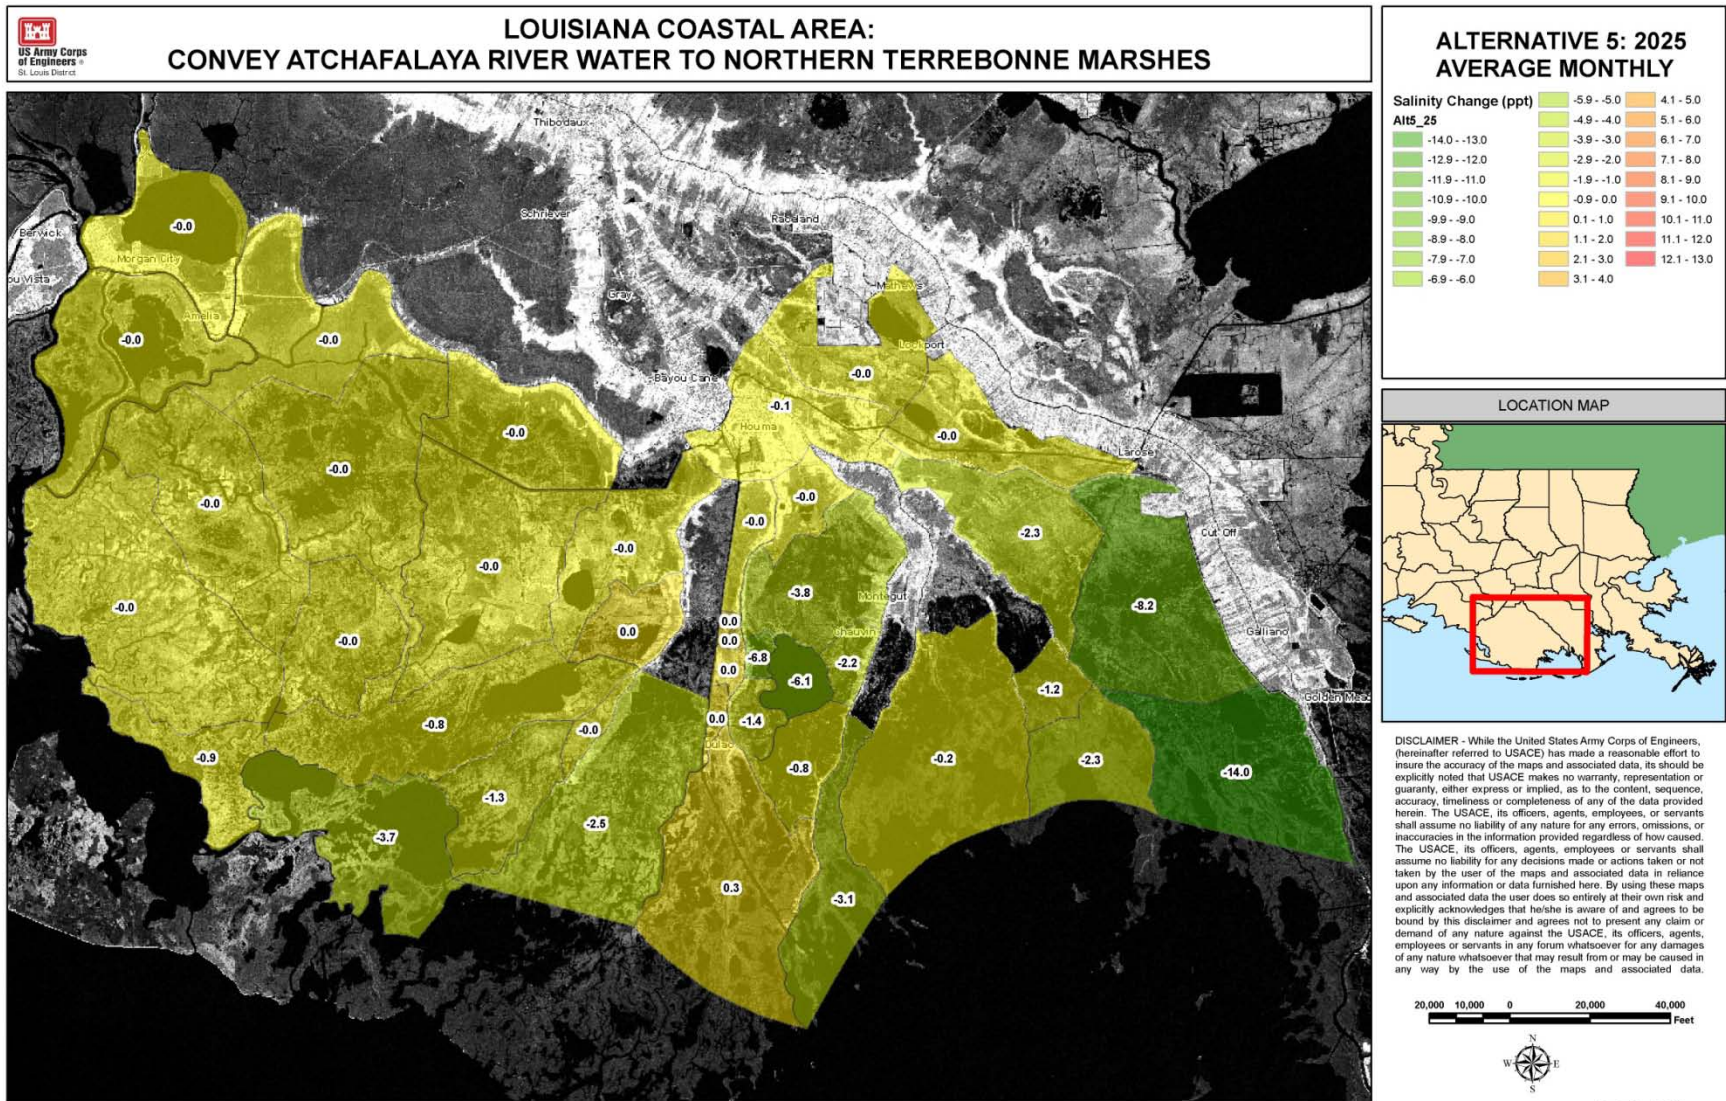 US Army Corps
of Engineers ®
St. Louis District
LOUISIANA COASTAL AREA:
CONVEY ATCHAFALAYA RIVER WATER TO NORTHERN TERREBONNE MARSHES
Thibodaux
Schriever
Raceland
Berwick
-0.0
Morgan City
ou Vista
Gray
Mathews
Amelia
-0.0
-0.0
Lockport
Bayou Cane
-0.0
-0.1
Houma
-0.0
-0.0
Larose
-0.0
-0.0
-0.0
-0.0
-2.3
Cut Off
-0.0
-0.0
-3.8
Montegut
-0.0
-8.2
0.0
0.0
Chauvin
Galliano
-0.0
0.0
-6.8
-2.2
0.0
-6.1
-1.2
Golden Mead
-0.8
-0.0
0.0
-1.4
Dulac
-0.9
-0.8
-0.2
-2.3
-14.0
-1.3
-2.5
-3.7
0.3
-3.1
ALTERNATIVE 5: 2025
AVERAGE MONTHLY
Salinity Change (ppt)
Alt5_25
-14.0 - -13.0
-12.9 - -12.0
-11.9 - -11.0
-10.9 - -10.0
-9.9 - -9.0
-8.9 - -8.0
-7.9 - -7.0
-6.9 - -6.0
-5.9 - -5.0
-4.9 - -4.0
-3.9 - -3.0
-2.9 - -2.0
-1.9 - -1.0
-0.9 - 0.0
0.1 - 1.0
1.1 - 2.0
2.1 - 3.0
3.1 - 4.0
4.1 - 5.0
5.1 - 6.0
6.1 - 7.0
7.1 - 8.0
8.1 - 9.0
9.1 - 10.0
10.1 - 11.0
11.1 - 12.0
12.1 - 13.0
LOCATION MAP
DISCLAIMER - While the United States Army Corps of Engineers,
(hereinafter referred to USACE) has made a reasonable effort to
insure the accuracy of the maps and associated data, its should be
explicitly noted that USACE makes no warranty, representation or
guaranty, either express or implied, as to the content, sequence,
accuracy, timeliness or completeness of any of the data provided
herein. The USACE, its officers, agents, employees, or servants
shall assume no liability of any nature for any errors, omissions, or
inaccuracies in the information provided regardless of how caused.
The USACE, its officers, agents, employees or servants shall
assume no liability for any decisions made or actions taken or not
taken by the user of the maps and associated data in reliance
upon any information or data furnished here. By using these maps
and associated data the user does so entirely at their own risk and
explicitly acknowledges that he/she is aware of and agrees to be
bound by this disclaimer and agrees not to present any claim or
demand of any nature against the USACE, its officers, agents,
employees or servants in any forum whatsoever for any damages
of any nature whatsoever that may result from or may be caused in
any way by the use of the maps and associated data.
20,000 10,000 0 20,000 40,000
Feet
N
W E
S